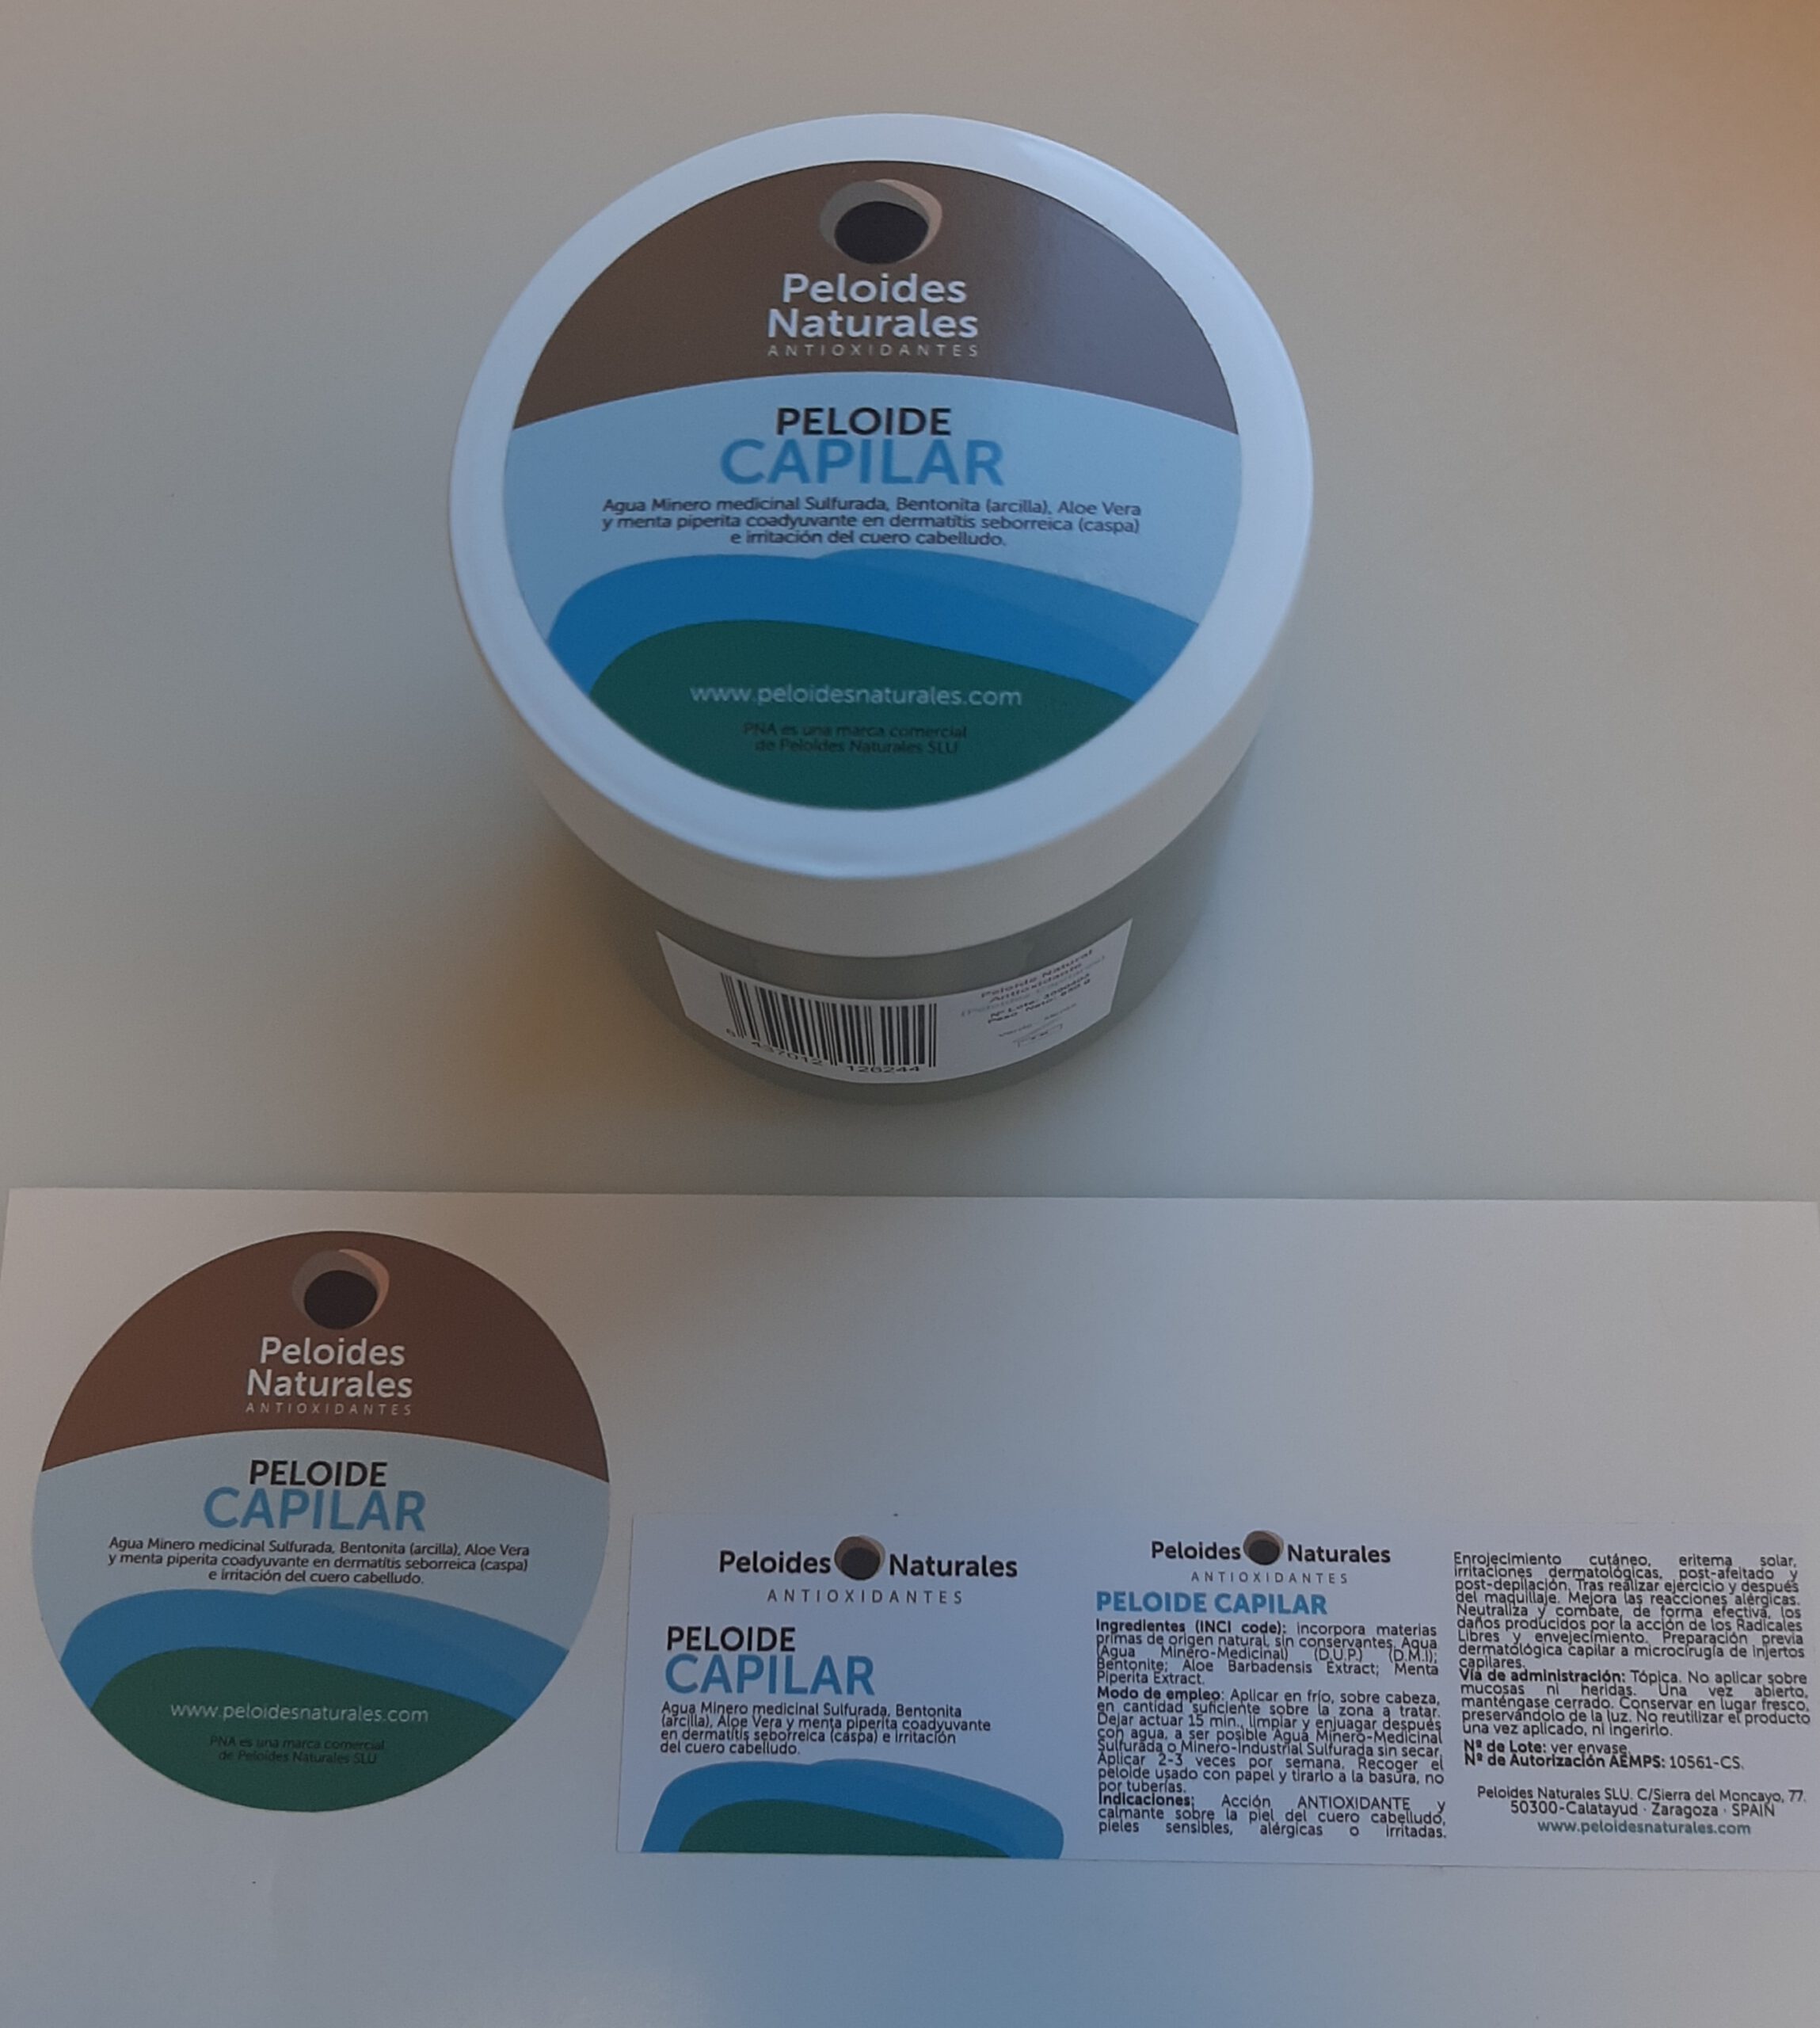 Peloides
Naturales
ANTIOXIDANTES
PELOIDE
CAPILAR
Agua Minero medicinal Sulfurada, Bentonita (arcilla), Aloe Vera
y menta piperita coadyuvante en dermatitis seborreica (caspa)
e irritación del cuero cabelludo.
www.peloidesnaturales.com
PNA es una marca comercial
de Peloides Naturales SLU
Peloide Natural
Antioxidante
Nº Lote:
Peso Neto:
437012 126244
Peloides
Naturales
ANTIOXIDANTES
PELOIDE
CAPILAR
Agua Minero medicinal Sulfurada, Bentonita (arcilla), Aloe Vera
y menta piperita coadyuvante en dermatitis seborreica (caspa)
e irritación del cuero cabelludo.
www.peloidesnaturales.com
PNA es una marca comercial
de Peloides Naturales SLU
Peloides Naturales
ANTIOXIDANTES
PELOIDE
CAPILAR
Agua Minero medicinal Sulfurada, Bentonita
(arcilla), Aloe Vera y menta piperita coadyuvante
en dermatitis seborreica (caspa) e irritación
del cuero cabelludo.
Peloides Naturales
ANTIOXIDANTES
PELOIDE CAPILAR
Ingredientes (INCI code): Incorpora materias
primas de origen natural, sin conservantes. Aqua
(Agua Minero-Medicinal) (D.U.P.) (D.M.I);
Bentonite; Aloe Barbadensis Extract; Menta
Piperita Extract.
Modo de empleo: Aplicar en frío, sobre cabeza,
en cantidad suficiente sobre la zona a tratar.
Dejar actuar 15 min., limpiar y enjuagar después
con agua, a ser posible Agua Minero-Medicinal
Sulfurada o Minero-Industrial Sulfurada sin secar.
Aplicar 2-3 veces por semana. Recoger el
peloide usado con papel y tirarlo a la basura, no
por tuberías.
Indicaciones: Acción ANTIOXIDANTE y
calmante sobre la piel del cuero cabelludo,
pieles sensibles, alérgicas o irritadas.
Enrojecimiento cutáneo, eritema solar,
irritaciones dermatológicas, post-afeitado y
post-depilación. Tras realizar ejercicio y después
del maquillaje. Mejora las reacciones alérgicas.
Neutraliza y combate, de forma efectiva, los
daños producidos por la acción de los Radicales
Libres y envejecimiento. Preparación previa
dermatológica capilar a microcirugía de Injertos
capilares.
Vía de administración: Tópica. No aplicar sobre
mucosas ni heridas. Una vez abierto,
manténgase cerrado. Conservar en lugar fresco,
preservándolo de la luz. No reutilizar el producto
una vez aplicado, ni ingerirlo.
Nº de Lote: ver envase.
Nº de Autorización AEMPS: 10561-CS.
Peloides Naturales SLU. C/Sierra del Moncayo, 77.
50300-Calatayud · Zaragoza · SPAIN
www.peloidesnaturales.com